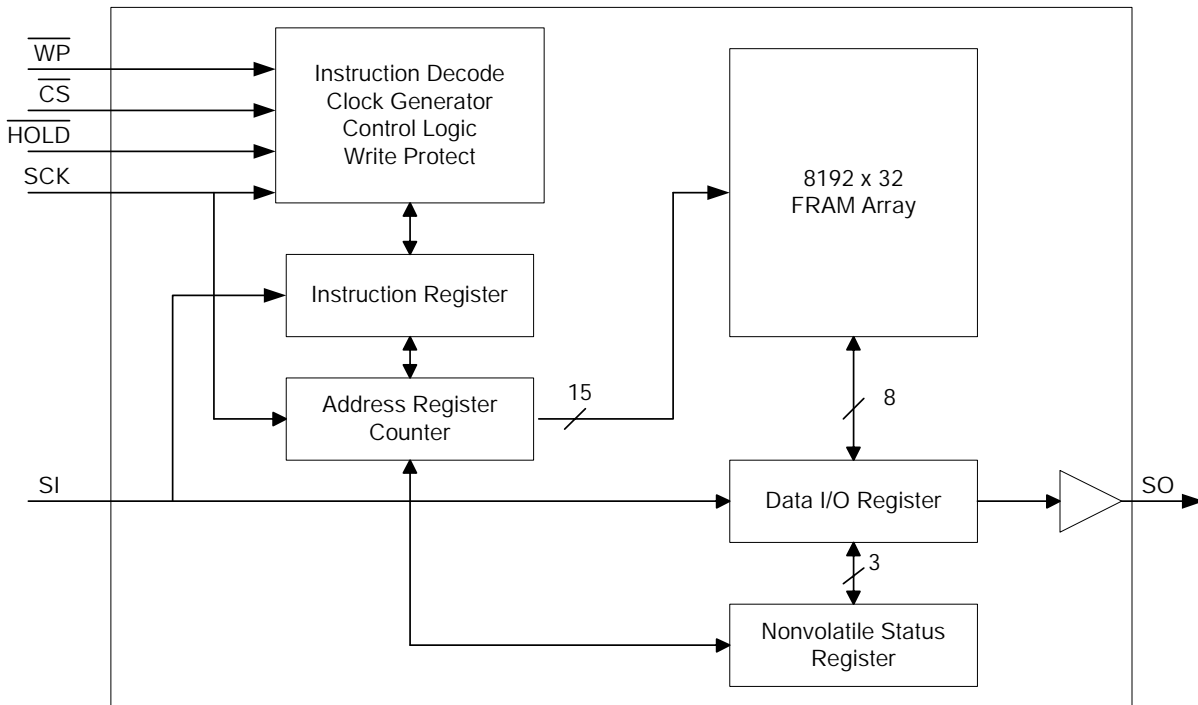 WP
CS
HOLD
SCK
Instruction Decode
Clock Generator
Control Logic
Write Protect
8192 x 32
FRAM Array
Instruction Register
Address Register
Counter
15
8
SI
Data I/O Register
SO
3
Nonvolatile Status
Register